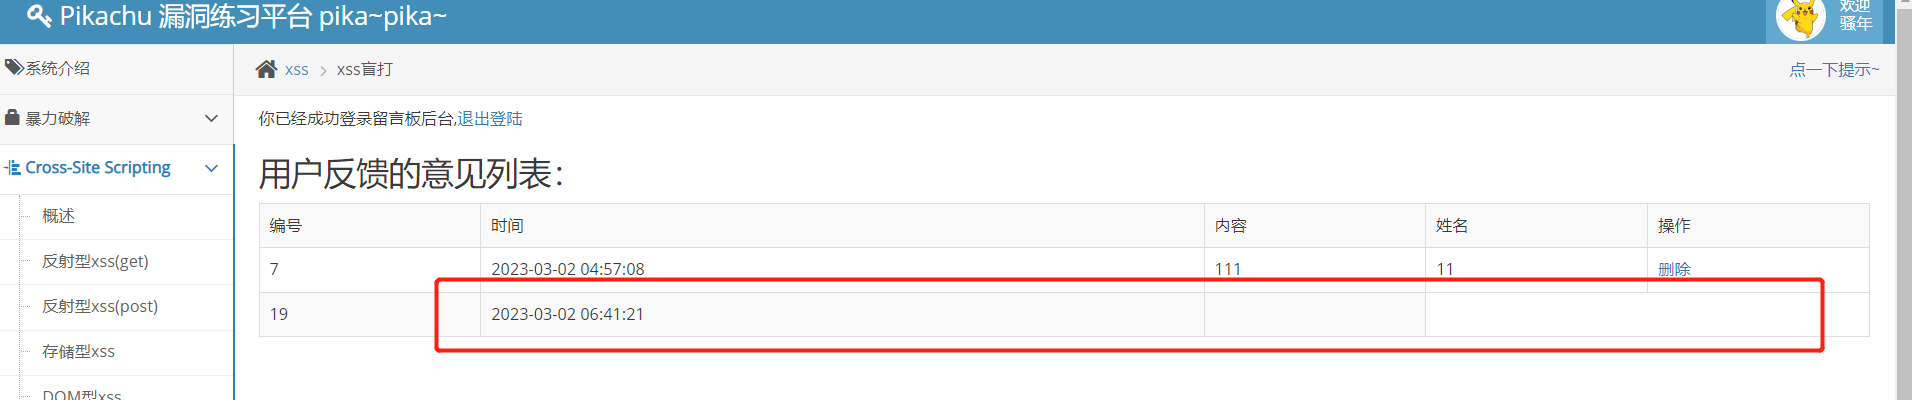 Pikachu 漏洞练习平台 pika~pika~
欢迎
骚年
系统介绍
xss
xss盲打
点一下提示~
暴力破解
你已经成功登录留言板后台,退出登陆
Cross-Site Scripting
用户反馈的意见列表：
概述
编号 时间 内容 姓名 操作
反射型xss(get)
7 2023-03-02 04:57:08 111 11 删除
反射型xss(post)
19 2023-03-02 06:41:21
存储型xss
DOM型xss